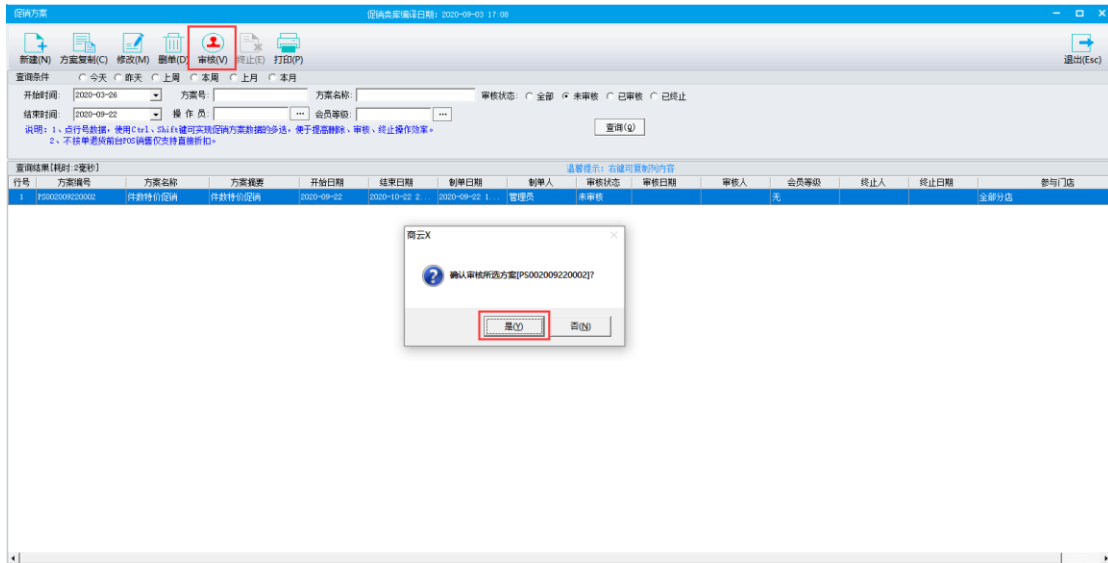 促销方案 促销类库编译日期: 2020-09-03 17:08
新建(N) 方案复制(C) 修改(M) 删单(D) 审核(V) 终止(E) 打印(P) 退出(Esc)
查询条件 今天 昨天 上周 本周 上月 本月
开始时间: 2020-03-26 方案号: 方案名称: 审核状态: 全部 未审核 已审核 已终止
结束时间: 2020-09-22 操作员: ... 会员等级: ... 查询(Q)
说明: 1、点行号数据, 使用Ctrl、Shift键可实现促销方案数据的多选, 便于提高删除、审核、终止操作效率。
2、不按单退货前台POS销售仅支持直接折扣。
查询结果[耗时:2毫秒] 温馨提示: 右键可复制列内容
行号 方案编号 方案名称 方案摘要 开始日期 结束日期 制单日期 制单人 审核状态 审核日期 审核人 会员等级 终止人 终止日期 参与门店
1 PS002009220002 件数特价促销 件数特价促销 2020-09-22 2020-10-22 2... 2020-09-22 1... 管理员 未审核 无 全部分店
商云X
确认审核所选方案[PS002009220002]?
是(Y) 否(N)